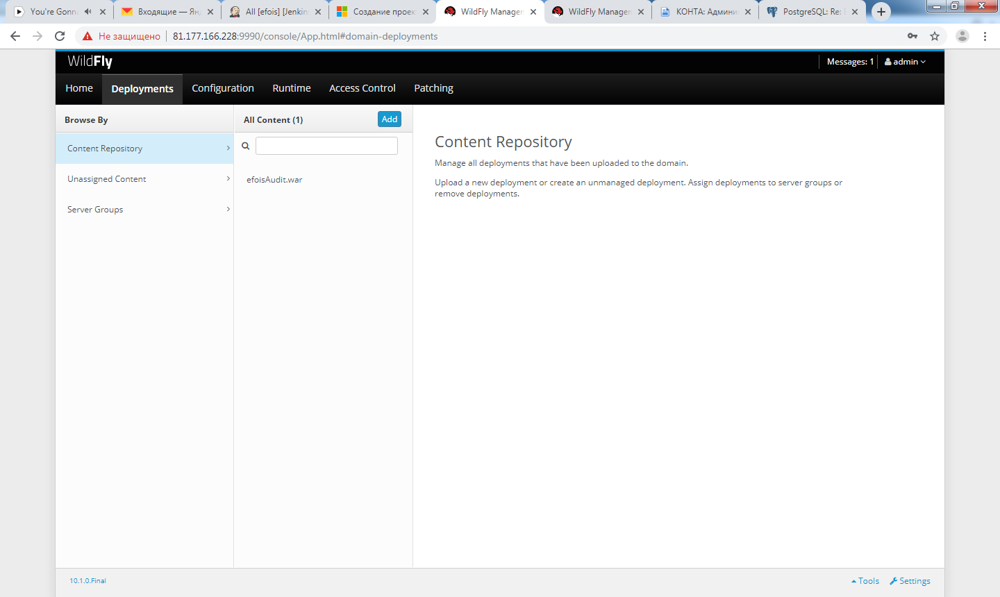 You're Gonn
Входящие — Янд
All [efois] [Jenkin
Создание проек
WildFly Managem
WildFly Managem
КОНТА: Админи
PostgreSQL: Re:
Не защищено
81.177.166.228:9990/console/App.html#domain-deployments
WildFly
Messages: 1
admin
Home
Deployments
Configuration
Runtime
Access Control
Patching
Browse By
All Content (1)
Add
Content Repository
Unassigned Content
Server Groups
efoisAudit.war
Content Repository
Manage all deployments that have been uploaded to the domain.
Upload a new deployment or create an unmanaged deployment. Assign deployments to server groups or
remove deployments.
10.1.0.Final
Tools
Settings